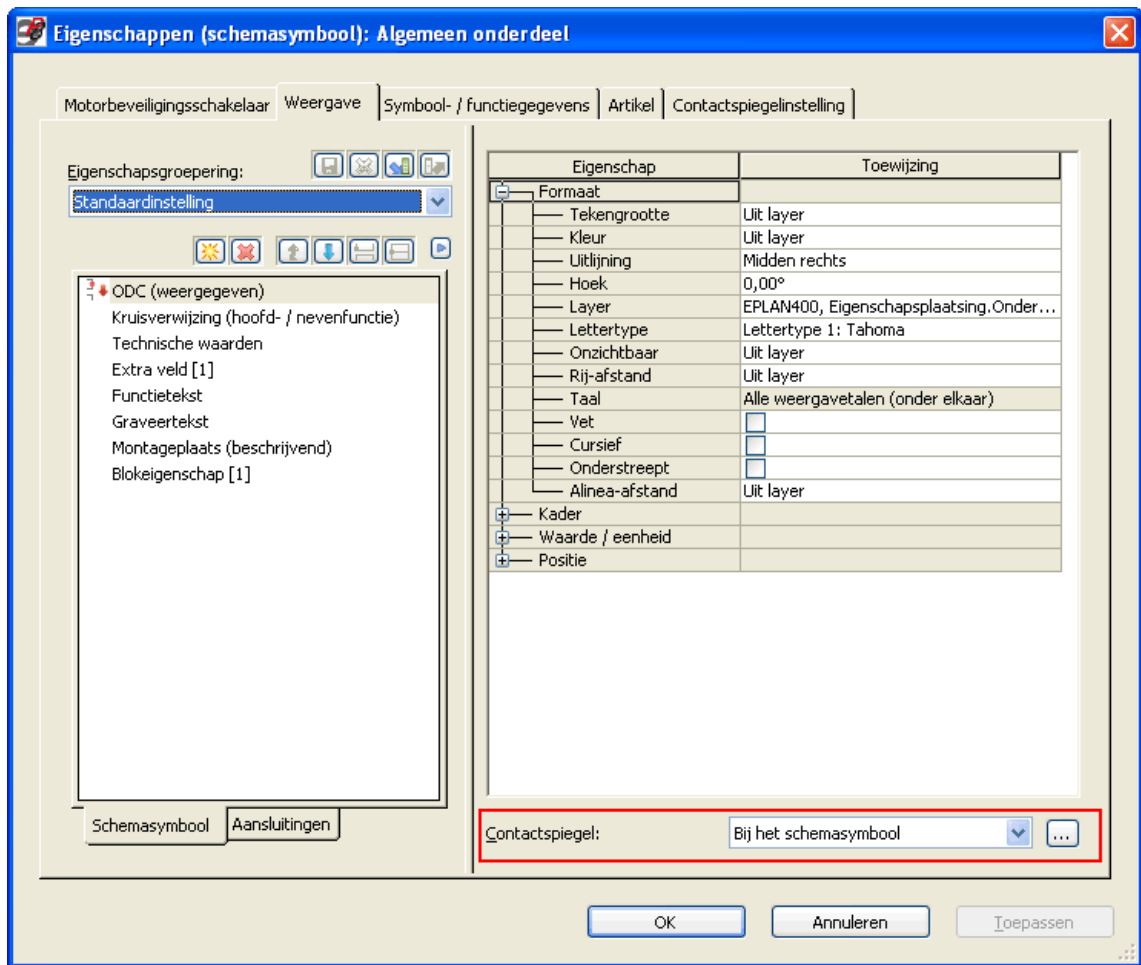 Eigenschappen (schemasymbool): Algemeen onderdeel
Motorbeveiligingsschakelaar Weergave Symbool- / functiegegevens Artikel Contactspiegelinstelling
Eigenschapsgroepering:
Standaardinstelling
ODC (weergegeven)
Kruisverwijzing (hoofd- / nevenfunctie)
Technische waarden
Extra veld [1]
Functietekst
Graveertekst
Montageplaats (beschrijvend)
Blokeigenschap [1]
Schemasymbool Aansluitingen
Eigenschap Toewijzing
Formaat
Tekengrootte Uit layer
Kleur Uit layer
Uitlijning Midden rechts
Hoek 0,00°
Layer EPLAN400, Eigenschapsplaatsing.Onder...
Lettertype Lettertype 1: Tahoma
Onzichtbaar Uit layer
Rij-afstand Uit layer
Taal Alle weergavetalen (onder elkaar)
Vet
Cursief
Onderstreept
Alinea-afstand Uit layer
Kader
Waarde / eenheid
Positie
Contactspiegel: Bij het schemasymbool ...
OK Annuleren Toepassen